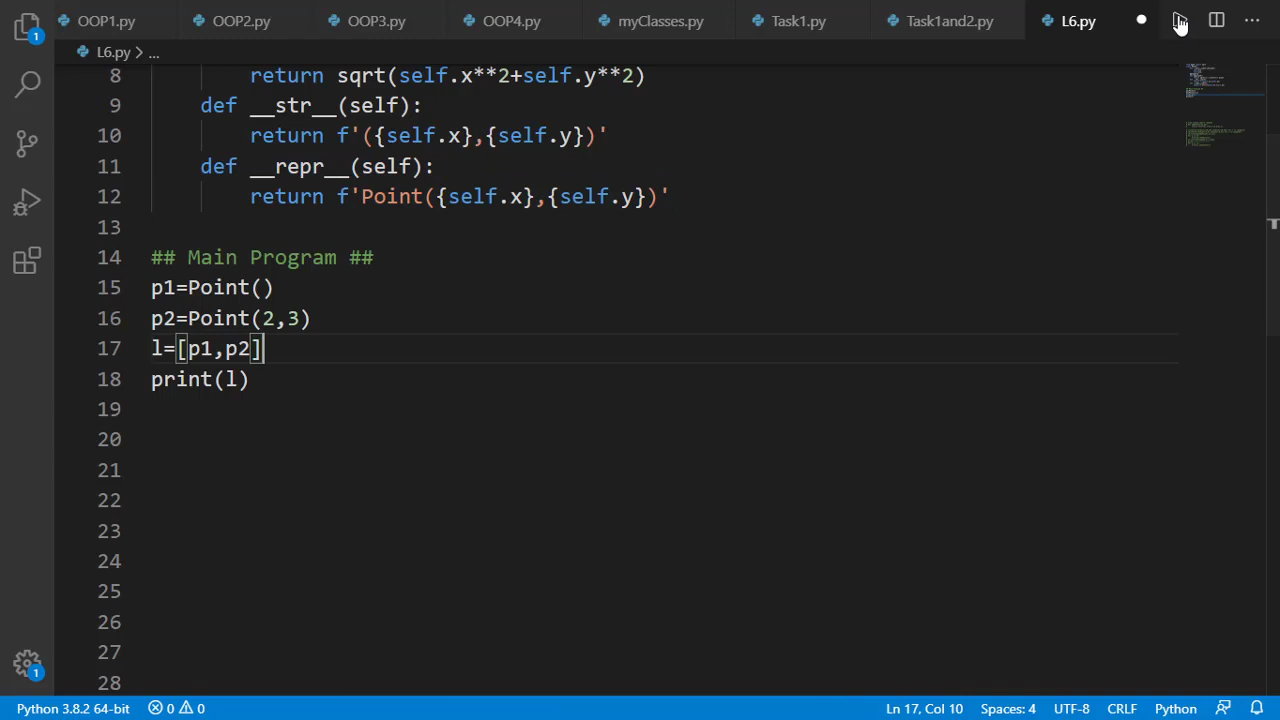 OOP1.py OOP2.py OOP3.py OOP4.py myClasses.py Task1.py Task1and2.py L6.py ● ...
1
L6.py > ...
8 return sqrt(self.x**2+self.y**2)
9 def __str__(self):
10 return f'({self.x},{self.y})'
11 def __repr__(self):
12 return f'Point({self.x},{self.y})'
13
14 ## Main Program ##
15 p1=Point()
16 p2=Point(2,3)
17 l=[p1,p2]
18 print(l)
19
20
21
22
23
24
25
26
27
28
1
Python 3.8.2 64-bit 0 0 Ln 17, Col 10 Spaces: 4 UTF-8 CRLF Python